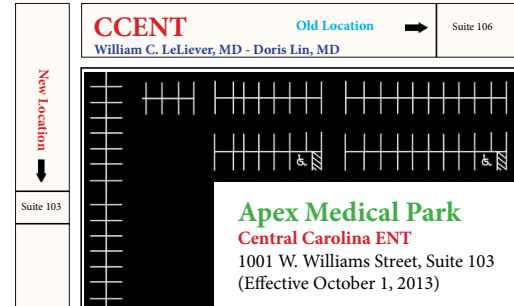 CCENT
Old Location
Suite 106
William C. LeLiever, MD - Doris Lin, MD
New Location
Suite 103
Apex Medical Park
Central Carolina ENT
1001 W. Williams Street, Suite 103
(Effective October 1, 2013)